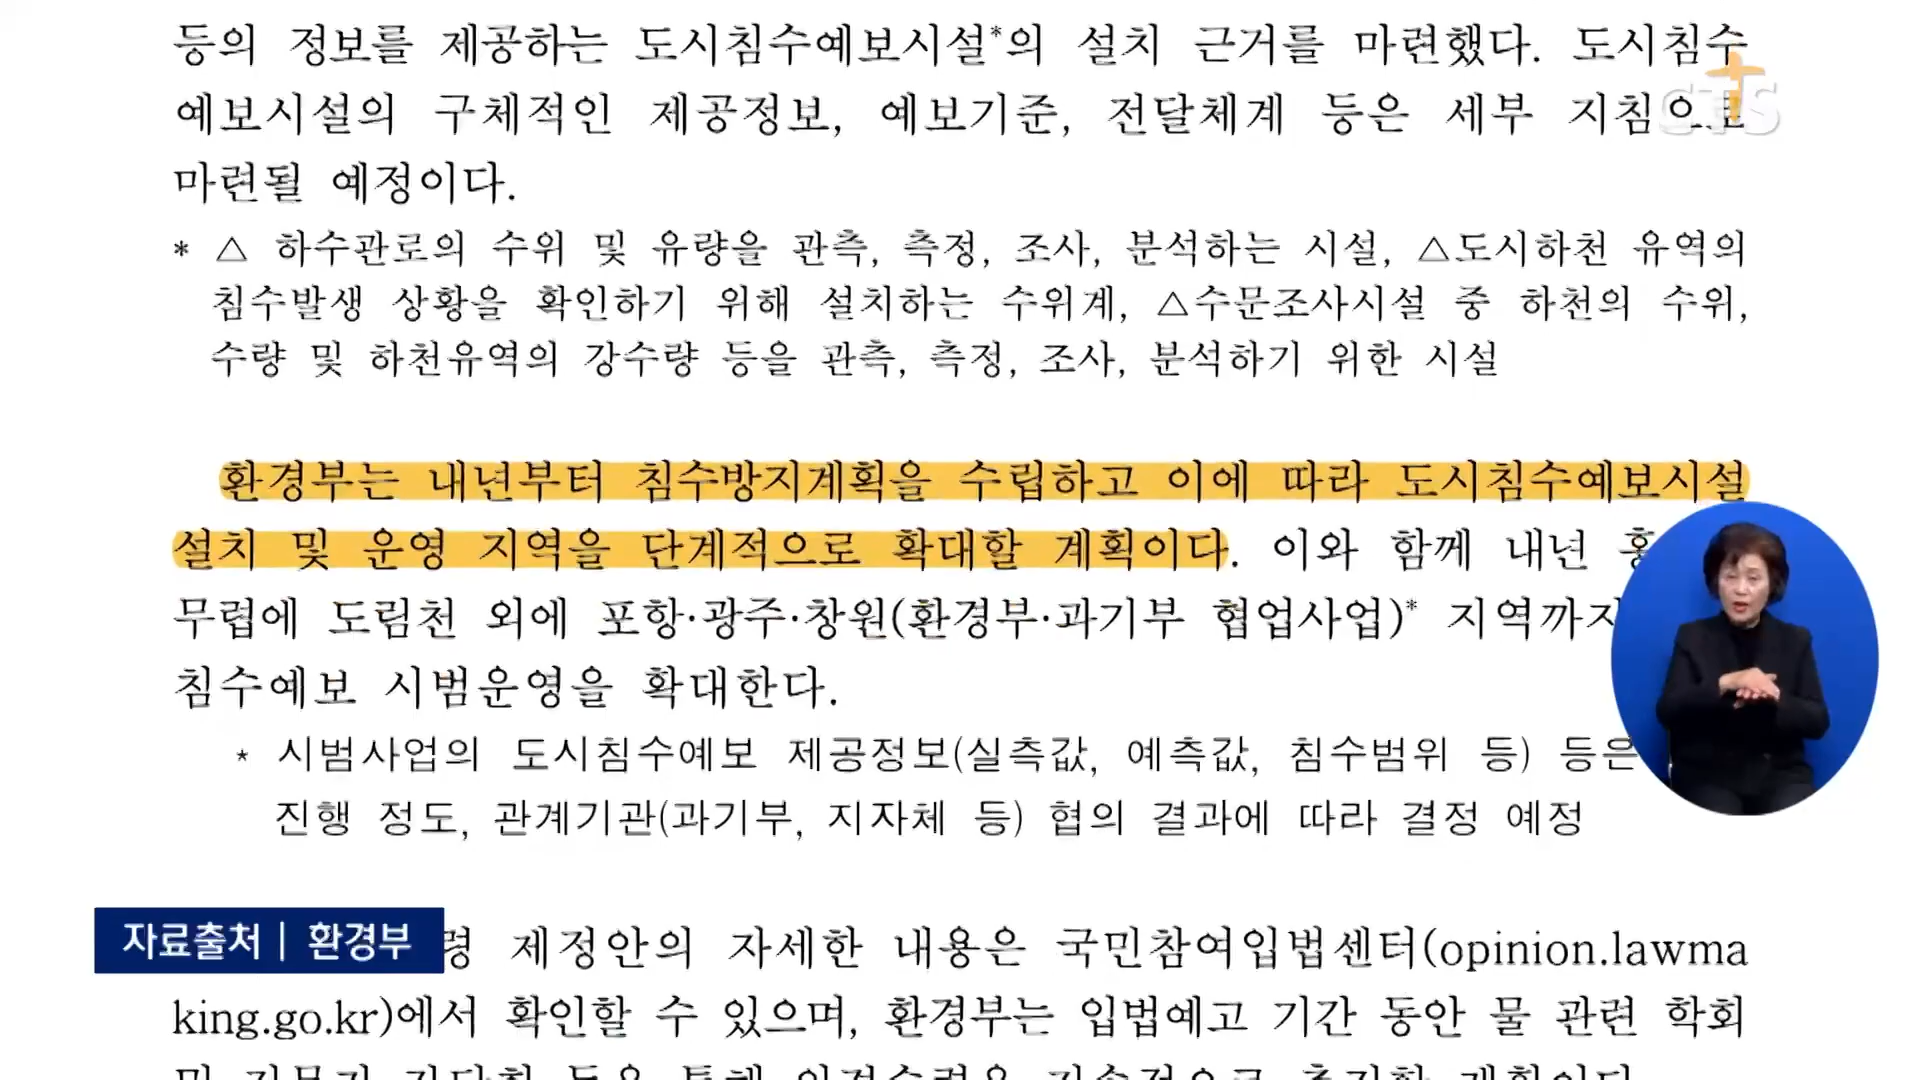 등의 정보를 제공하는 도시침수예보시설*의 설치 근거를 마련했다. 도시침수
예보시설의 구체적인 제공정보, 예보기준, 전달체계 등은 세부 지침으로
CTS
마련될 예정이다.
* △ 하수관로의 수위 및 유량을 관측, 측정, 조사, 분석하는 시설, △도시하천 유역의
침수발생 상황을 확인하기 위해 설치하는 수위계, △수문조사시설 중 하천의 수위,
수량 및 하천유역의 강수량 등을 관측, 측정, 조사, 분석하기 위한 시설
환경부는 내년부터 침수방지계획을 수립하고 이에 따라 도시침수예보시설
설치 및 운영 지역을 단계적으로 확대할 계획이다. 이와 함께 내년
무렵에 도림천 외에 포항·광주·창원(환경부·과기부 협업사업)* 지역까지
침수예보 시범운영을 확대한다.
* 시범사업의 도시침수예보 제공정보(실측값, 예측값, 침수범위 등) 등은
진행 정도, 관계기관(과기부, 지자체 등) 협의 결과에 따라 결정 예정
자료출처 | 환경부
령 제정안의 자세한 내용은 국민참여입법센터(opinion.lawma
king.go.kr)에서 확인할 수 있으며, 환경부는 입법예고 기간 동안 물 관련 학회